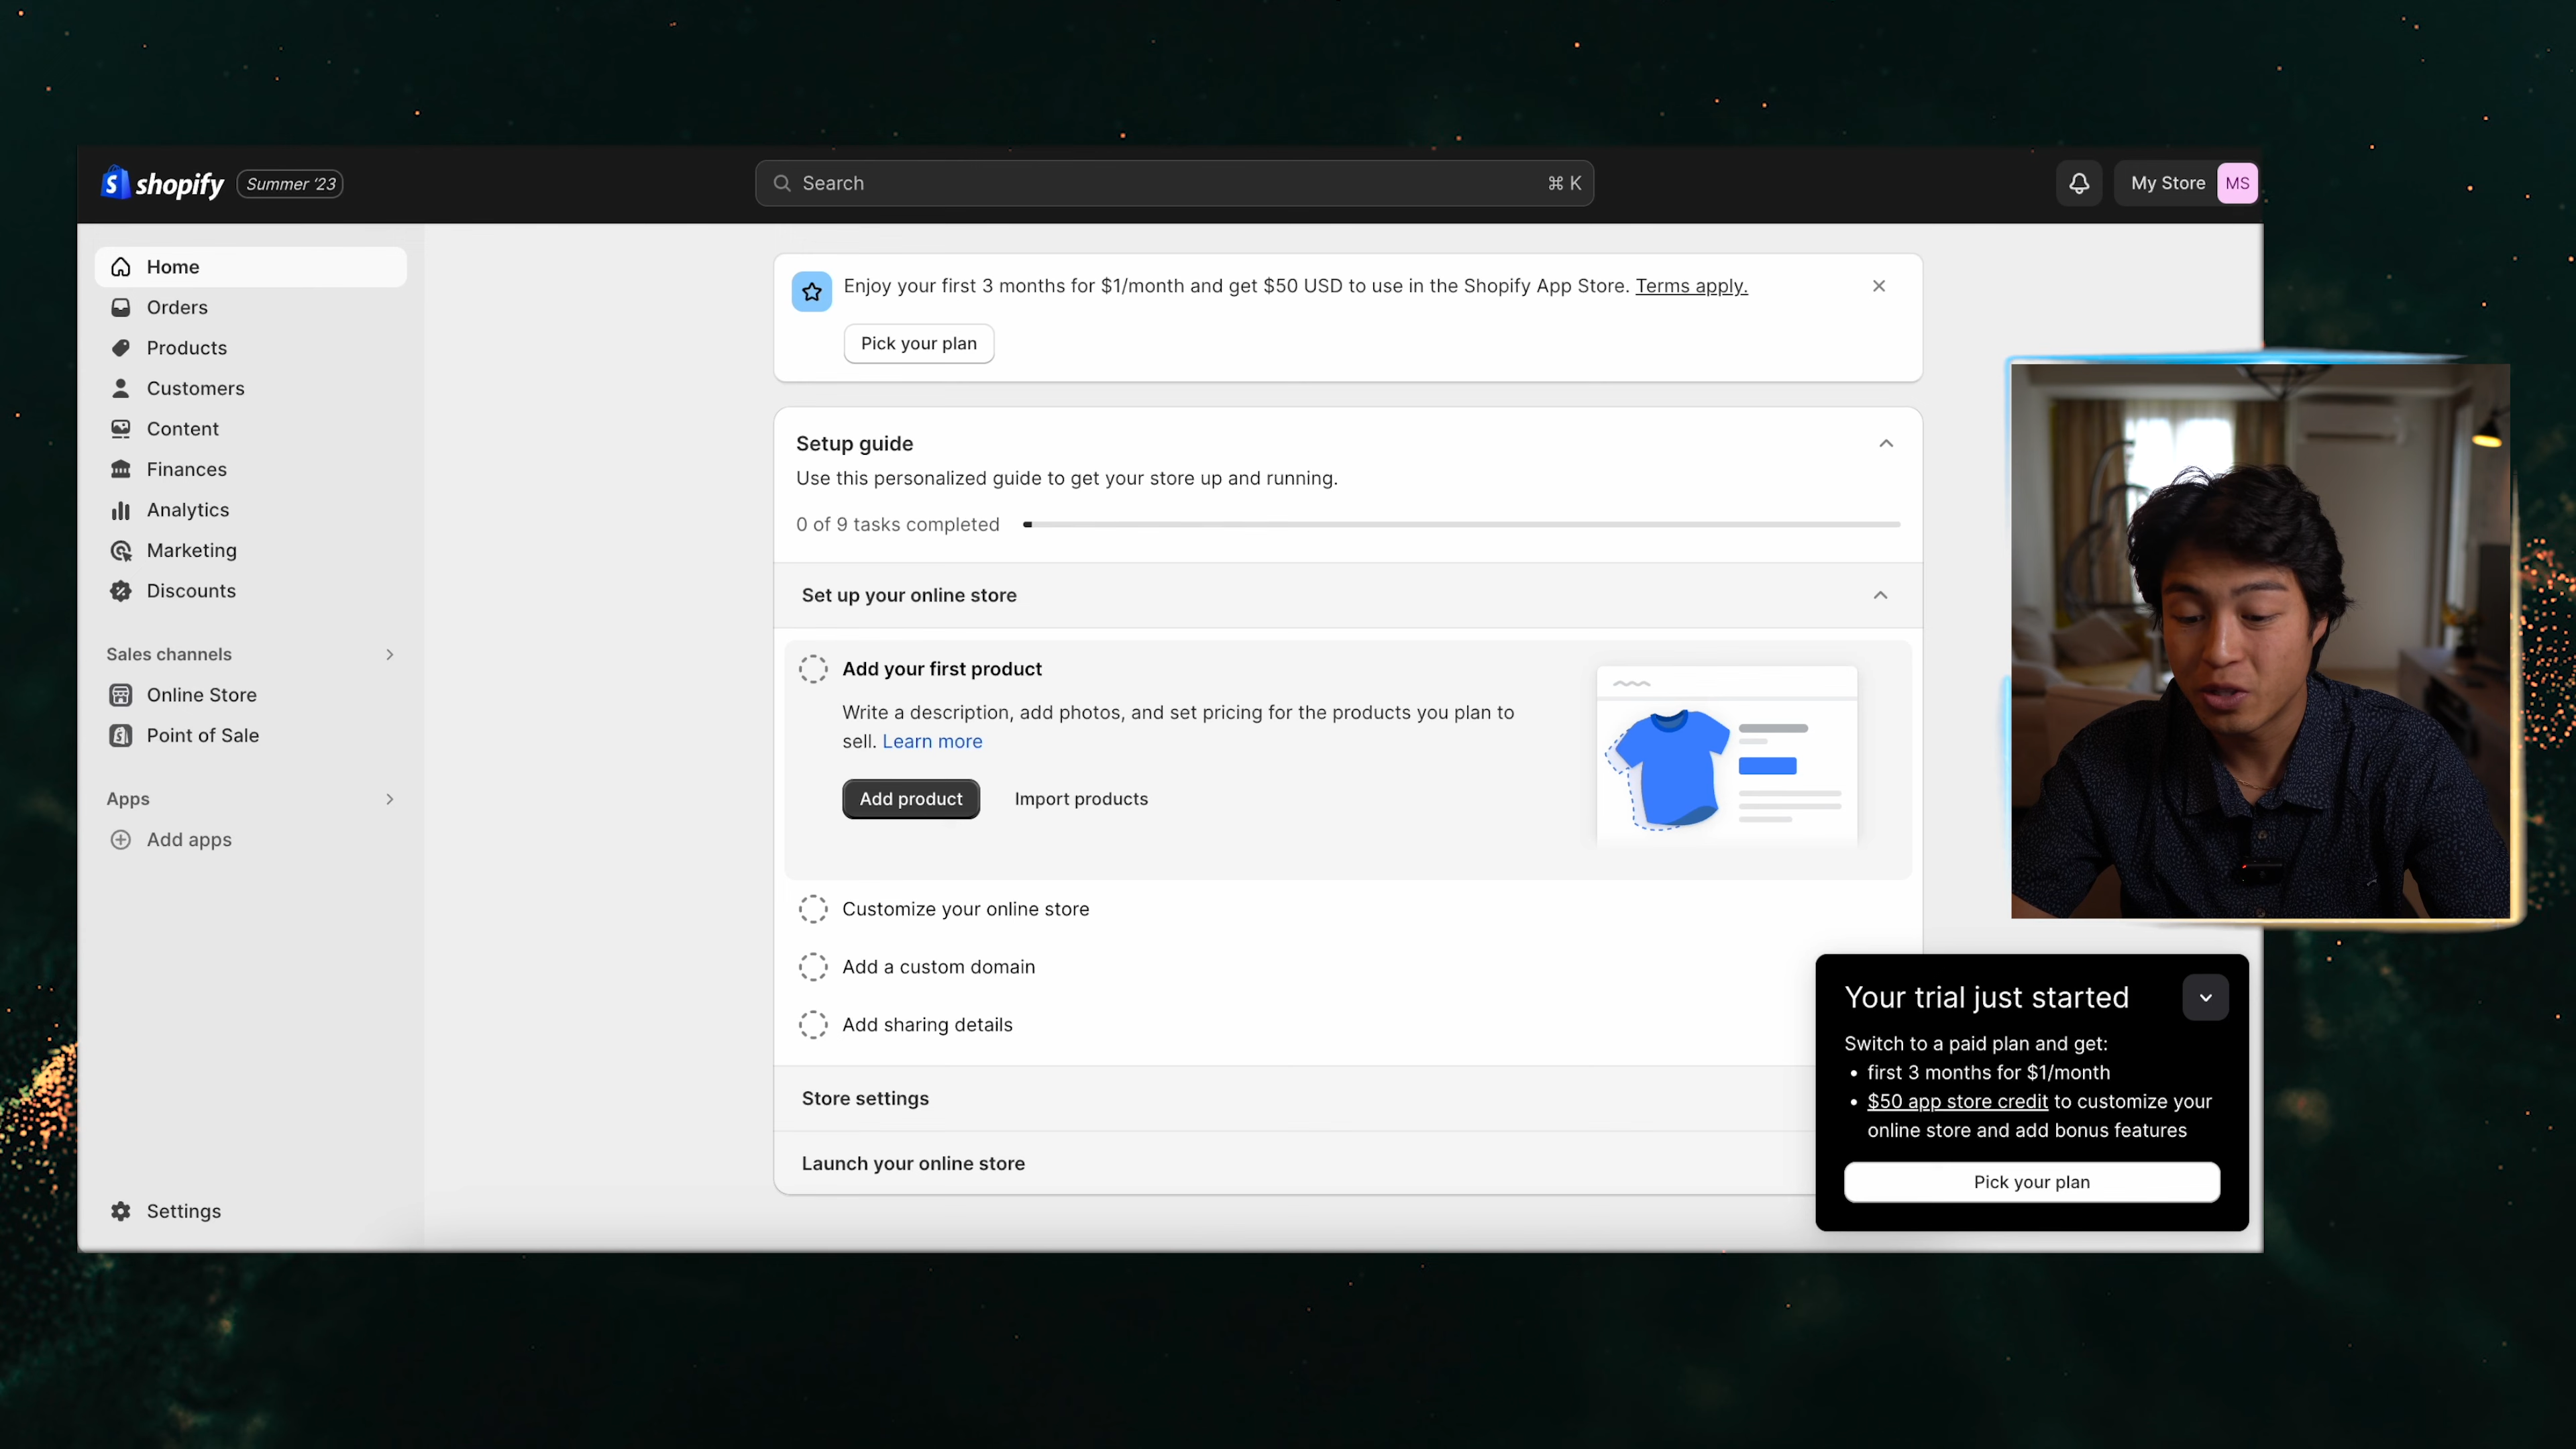 shopify Summer '23
Search ⌘ K
My Store MS
Home
Orders
Products
Customers
Content
Finances
Analytics
Marketing
Discounts
Sales channels
Online Store
Point of Sale
Apps
Add apps
Settings
Enjoy your first 3 months for $1/month and get $50 USD to use in the Shopify App Store. Terms apply.
Pick your plan
Setup guide
Use this personalized guide to get your store up and running.
0 of 9 tasks completed
Set up your online store
Add your first product
Write a description, add photos, and set pricing for the products you plan to
sell. Learn more
Add product Import products
Customize your online store
Add a custom domain
Add sharing details
Store settings
Launch your online store
Your trial just started
Switch to a paid plan and get:
• first 3 months for $1/month
• $50 app store credit to customize your
online store and add bonus features
Pick your plan